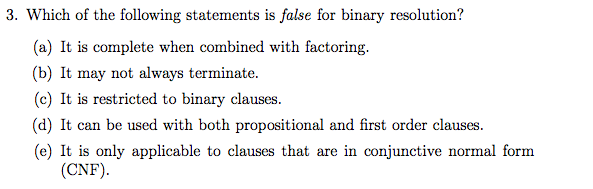 3. Which of the following statements is false for binary resolution?
(a) It is complete when combined with factoring.
(b) It may not always terminate.
(c) It is restricted to binary clauses.
(d) It can be used with both propositional and first order clauses.
(e) It is only applicable to clauses that are in conjunctive normal form
(CNF).